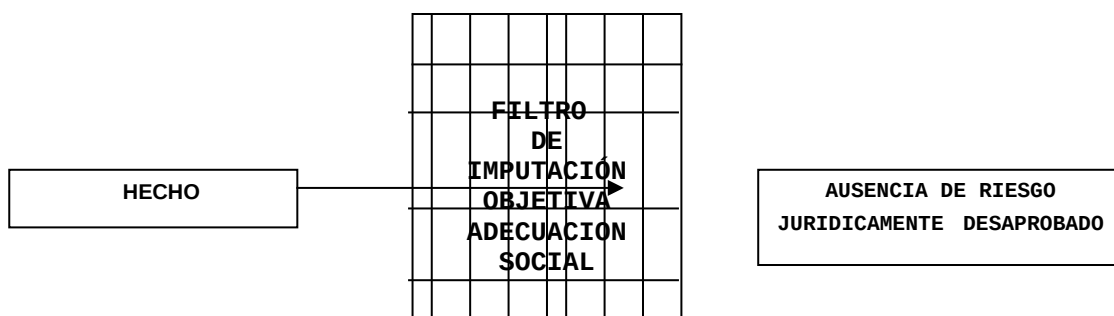 HECHO
FILTRO
DE
IMPUTACIÓN
OBJETIVA
ADECUACION
SOCIAL
AUSENCIA DE RIESGO
JURIDICAMENTE DESAPROBADO